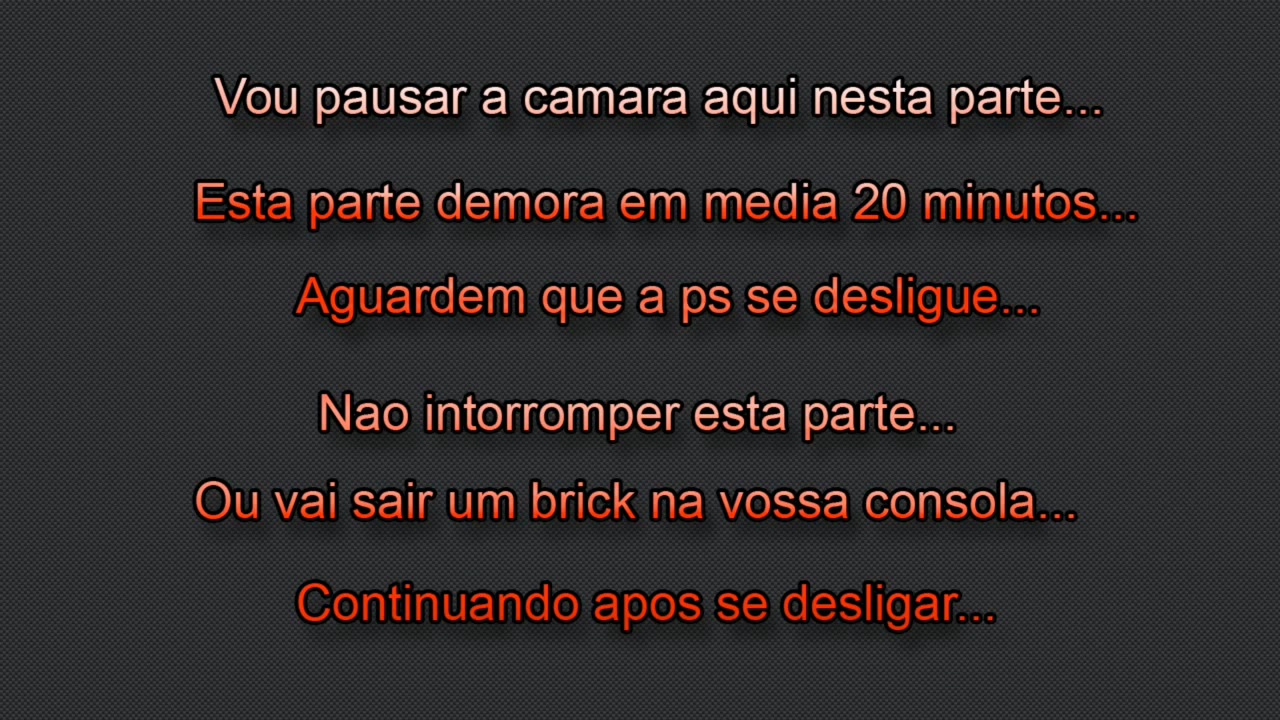 Vou pausar a camara aqui nesta parte...
Esta parte demora em media 20 minutos...
Aguardem que a ps se desligue...
Nao intorromper esta parte...
Ou vai sair um brick na vossa consola...
Continuando apos se desligar...